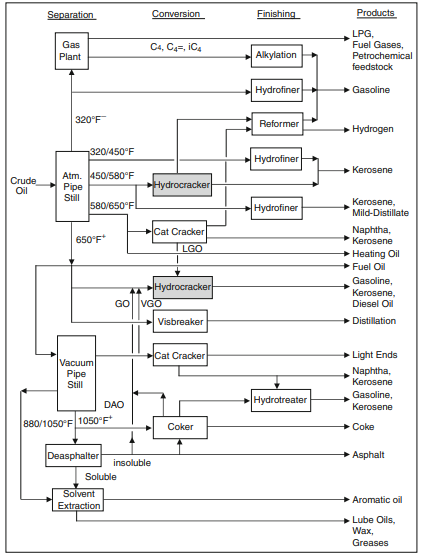 Separation Conversion Finishing Products
Gas
Plant
C4, C4=, iC4
Alkylation
LPG,
Fuel Gases,
Petrochemical
feedstock
Hydrofiner
Gasoline
320°F−
Reformer
Hydrogen
320/450°F
Hydrofiner
Kerosene
Crude
Oil
Atm.
Pipe
Still
450/580°F
Hydrocracker
580/650°F
Hydrofiner
Kerosene,
Mild-Distillate
Cat Cracker
Naphtha,
Kerosene
650°F+
LGO
Heating Oil
Fuel Oil
Hydrocracker
Gasoline,
Kerosene,
Diesel Oil
GO VGO
Visbreaker
Distillation
Vacuum
Pipe
Still
Cat Cracker
Light Ends
Naphtha,
Kerosene
DAO
Hydrotreater
Gasoline,
Kerosene
880/1050°F 1050°F+
Coker
Coke
Deasphalter
insoluble
Asphalt
Soluble
Solvent
Extraction
Aromatic oil
Lube Oils,
Wax,
Greases